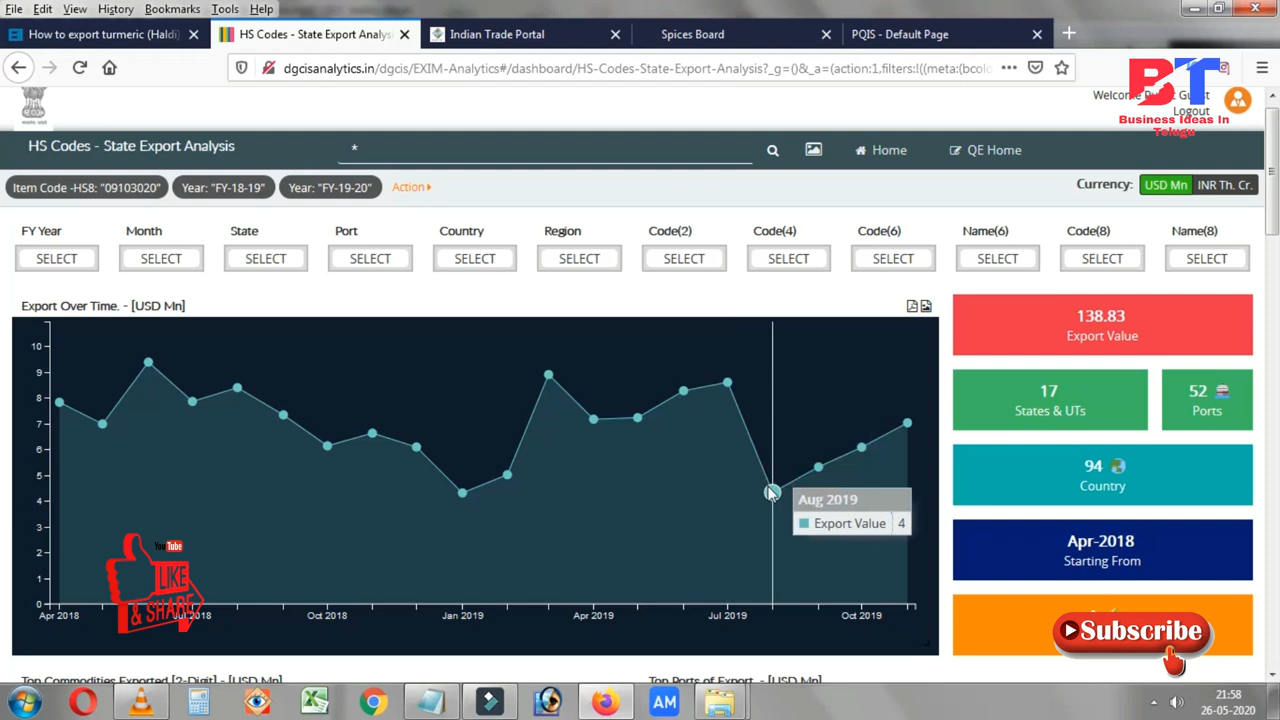 File Edit View History Bookmarks Tools Help
How to export turmeric (Haldi)
HS Codes - State Export Analys
Indian Trade Portal
Spices Board
PQIS - Default Page
dgcisanalytics.in/dgcis/EXIM-Analytics#/dashboard/HS-Codes-State-Export-Analysis?_g=()&_a=(action:1,filters:!((meta:(bcolo
BT
Business Ideas In
Telugu
Welcome
Guest
Logout
HS Codes - State Export Analysis
*
Home
QE Home
Item Code -HS8: "09103020"
Year: "FY-18-19"
Year: "FY-19-20"
Action
Currency: USD Mn INR Th. Cr.
FY Year Month State Port Country Region Code(2) Code(4) Code(6) Name(6) Code(8) Name(8)
SELECT SELECT SELECT SELECT SELECT SELECT SELECT SELECT SELECT SELECT SELECT SELECT
Export Over Time. - [USD Mn]
10
9
8
7
6
5
4
3
2
1
0
Apr 2018 Jul 2018 Oct 2018 Jan 2019 Apr 2019 Jul 2019 Oct 2019
Aug 2019
Export Value 4
138.83
Export Value
17
States & UTs
52
Ports
94
Country
Apr-2018
Starting From
YouTube
LIKE
& SHARE
Subscribe
Top Commodities Exported [2-Digit] - [USD Mn]
Top Ports of Export. - [USD Mn]
AM
21:58
26-05-2020